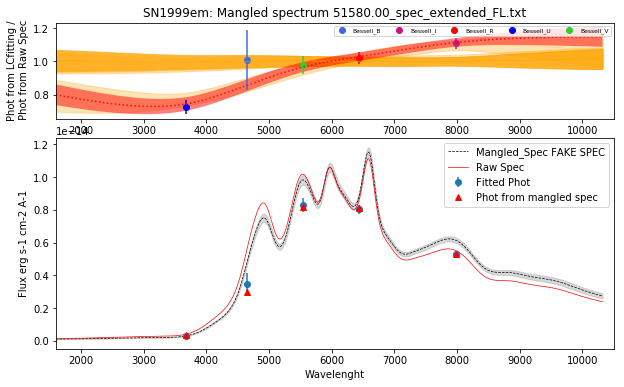 SN1999em: Mangled spectrum 51580.00_spec_extended_FL.txt
Phot from LCfitting /
Phot from Raw Spec
1.2
1.0
0.8
Bessell_B
Bessell_I
Bessell_R
Bessell_U
Bessell_V
2000 3000 4000 5000 6000 7000 8000 9000 10000
1e−14
Flux erg s-1 cm-2 A-1
1.2
1.0
0.8
0.6
0.4
0.2
0.0
Mangled_Spec FAKE SPEC
Raw Spec
Fitted Phot
Phot from mangled spec
2000 3000 4000 5000 6000 7000 8000 9000 10000
Wavelenght